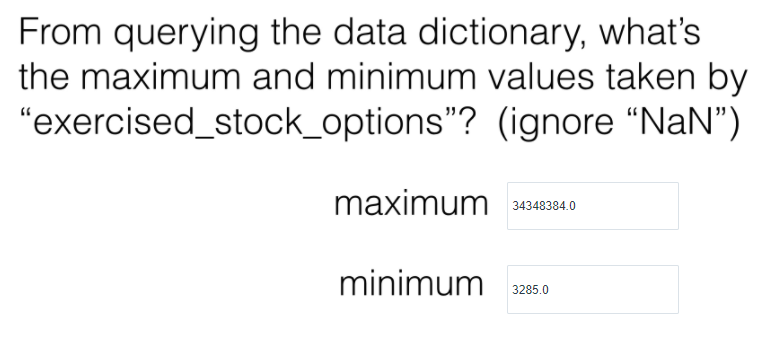 From querying the data dictionary, what’s
the maximum and minimum values taken by
“exercised_stock_options”? (ignore “NaN”)
maximum 34348384.0
minimum 3285.0